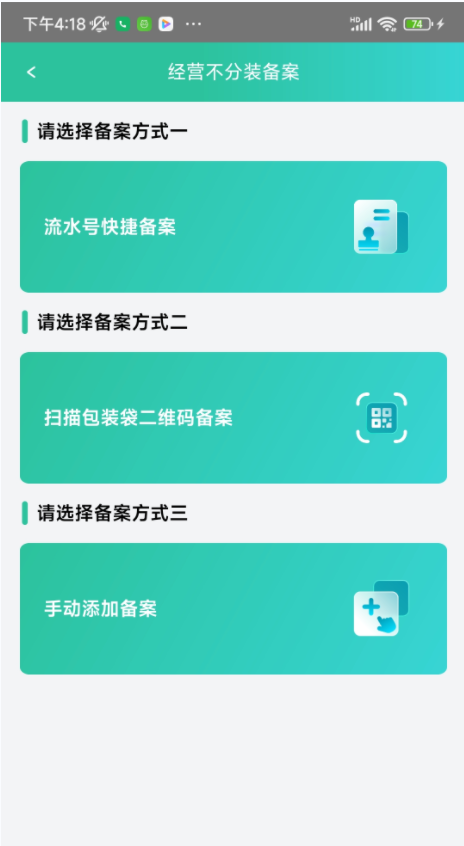 下午4:18
HD
74
经营不分装备案
请选择备案方式一
流水号快捷备案
请选择备案方式二
扫描包装袋二维码备案
请选择备案方式三
手动添加备案